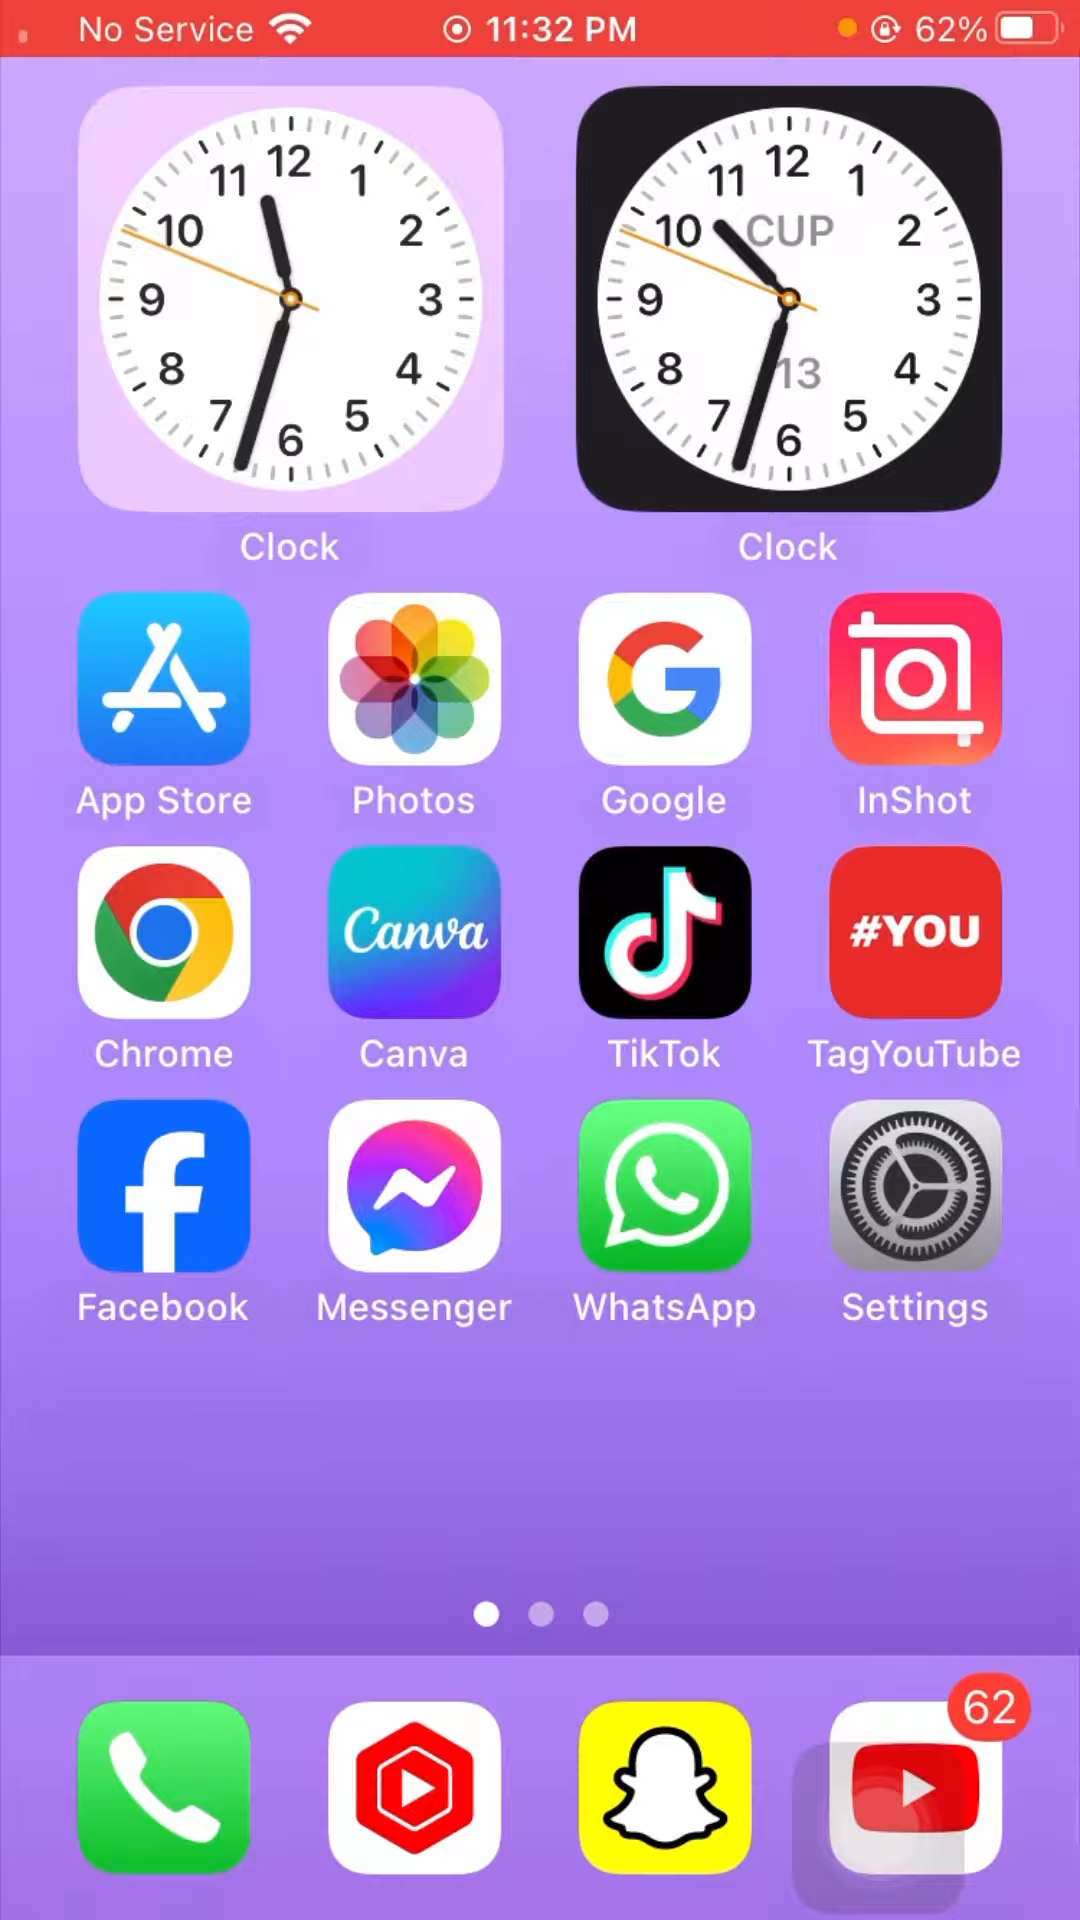 No Service 11:32 PM 62%
12
11 1
10 2
9 3
8 4
7 5
6
12
11 1
10 CUP 2
9 3
8 13 4
7 5
6
Clock Clock
App Store Photos Google InShot
Canva #YOU
Chrome Canva TikTok TagYouTube
Facebook Messenger WhatsApp Settings
62